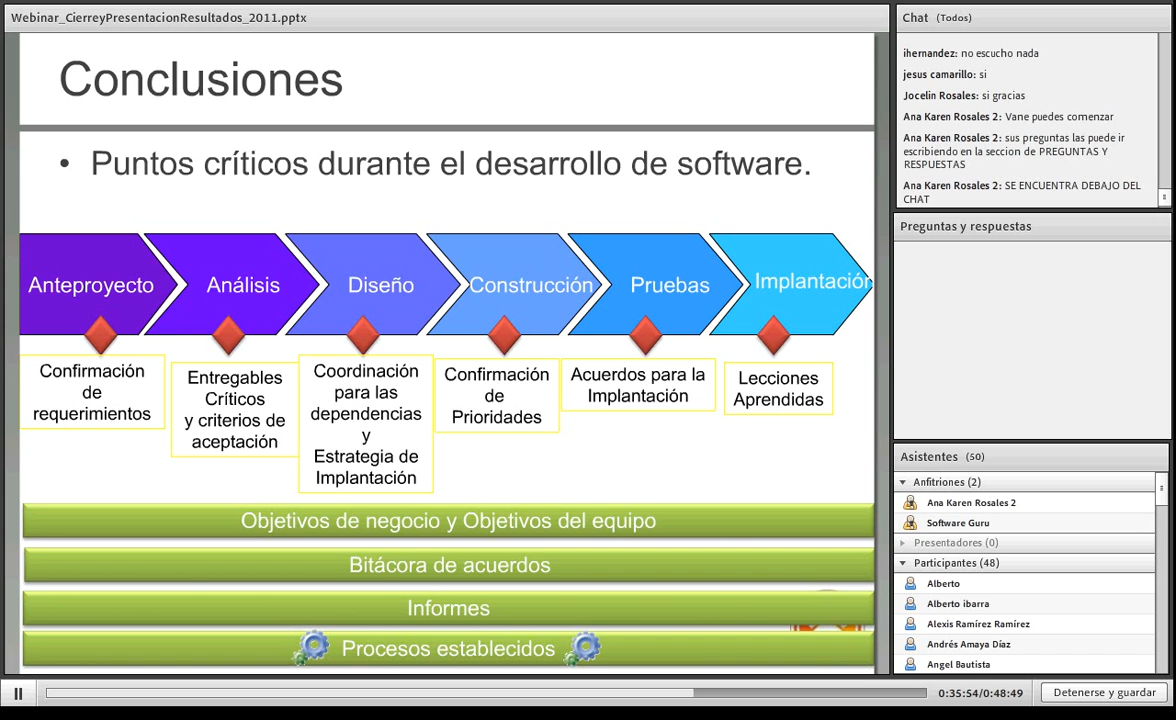 Webinar_CierreyPresentacionResultados_2011.pptx
Conclusiones
• Puntos críticos durante el desarrollo de software.
Anteproyecto
Análisis
Diseño
Construcción
Pruebas
Implantación
Confirmación
de
requerimientos
Entregables
Críticos
y criterios de
aceptación
Coordinación
para las
dependencias
y
Estrategia de
Implantación
Confirmación
de
Prioridades
Acuerdos para la
Implantación
Lecciones
Aprendidas
Objetivos de negocio y Objetivos del equipo
Bitácora de acuerdos
Informes
Procesos establecidos
Chat (Todos)
ihernandez: no escucho nada
jesus camarillo: si
Jocelin Rosales: si gracias
Ana Karen Rosales 2: Vane puedes comenzar
Ana Karen Rosales 2: sus preguntas las puede ir
escribiendo en la seccion de PREGUNTAS Y
RESPUESTAS
Ana Karen Rosales 2: SE ENCUENTRA DEBAJO DEL
CHAT
Preguntas y respuestas
Asistentes (50)
Anfitriones (2)
Ana Karen Rosales 2
Software Guru
Presentadores (0)
Participantes (48)
Alberto
Alberto ibarra
Alexis Ramírez Ramírez
Andrés Amaya Díaz
Angel Bautista
0:35:54/0:48:49
Detenerse y guardar